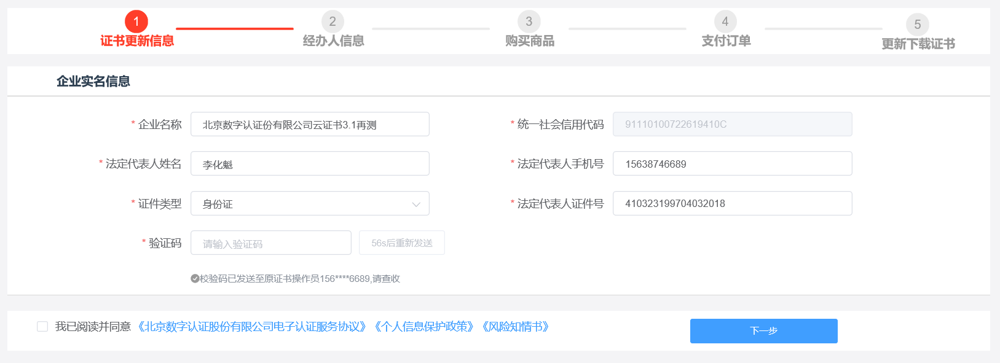 1 2 3 4 5
证书更新信息 经办人信息 购买商品 支付订单 更新下载证书
企业实名信息
* 企业名称 北京数字认证份有限公司云证书3.1再测 * 统一社会信用代码 91110100722619410C
* 法定代表人姓名 李化魁 * 法定代表人手机号 15638746689
* 证件类型 身份证 * 法定代表人证件号 410323199704032018
* 验证码 请输入验证码 56s后重新发送
校验码已发送至原证书操作员156****6689,请查收
我已阅读并同意 《北京数字认证股份有限公司电子认证服务协议》 《个人信息保护政策》 《风险知情书》 下一步